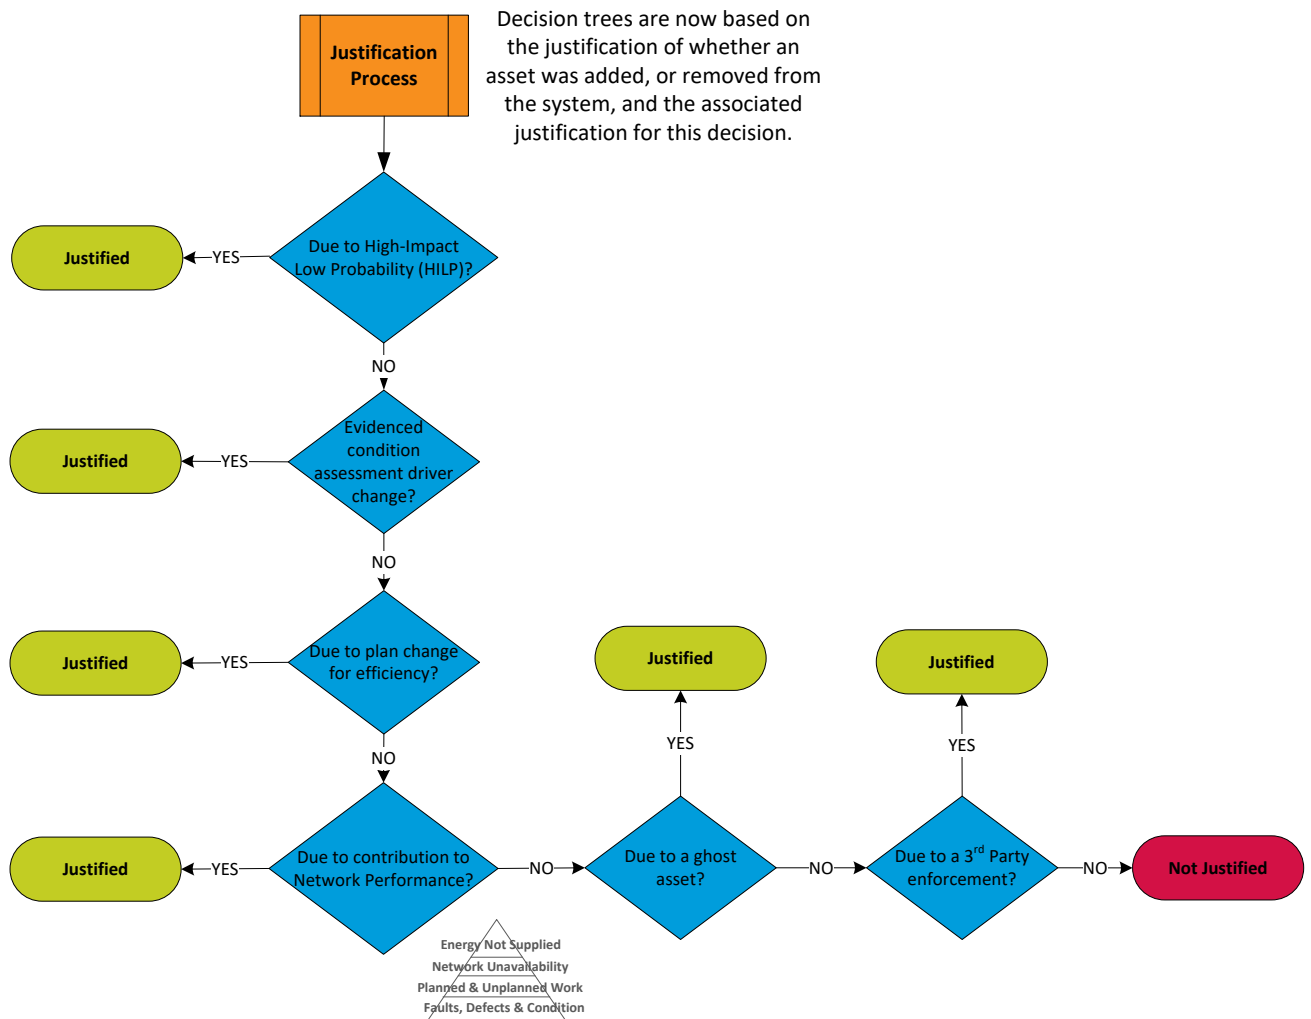 Justification
Process
Decision trees are now based on
the justification of whether an
asset was added, or removed from
the system, and the associated
justification for this decision.
Justified
YES
Due to High-Impact
Low Probability (HILP)?
NO
Justified
YES
Evidenced
condition
assessment driver
change?
NO
Justified
YES
Due to plan change
for efficiency?
Justified
Justified
NO
YES
YES
Justified
YES
Due to contribution to
Network Performance?
NO
Due to a ghost
asset?
NO
Due to a 3rd Party
enforcement?
NO
Not Justified
Energy Not Supplied
Network Unavailability
Planned & Unplanned Work
Faults, Defects & Condition